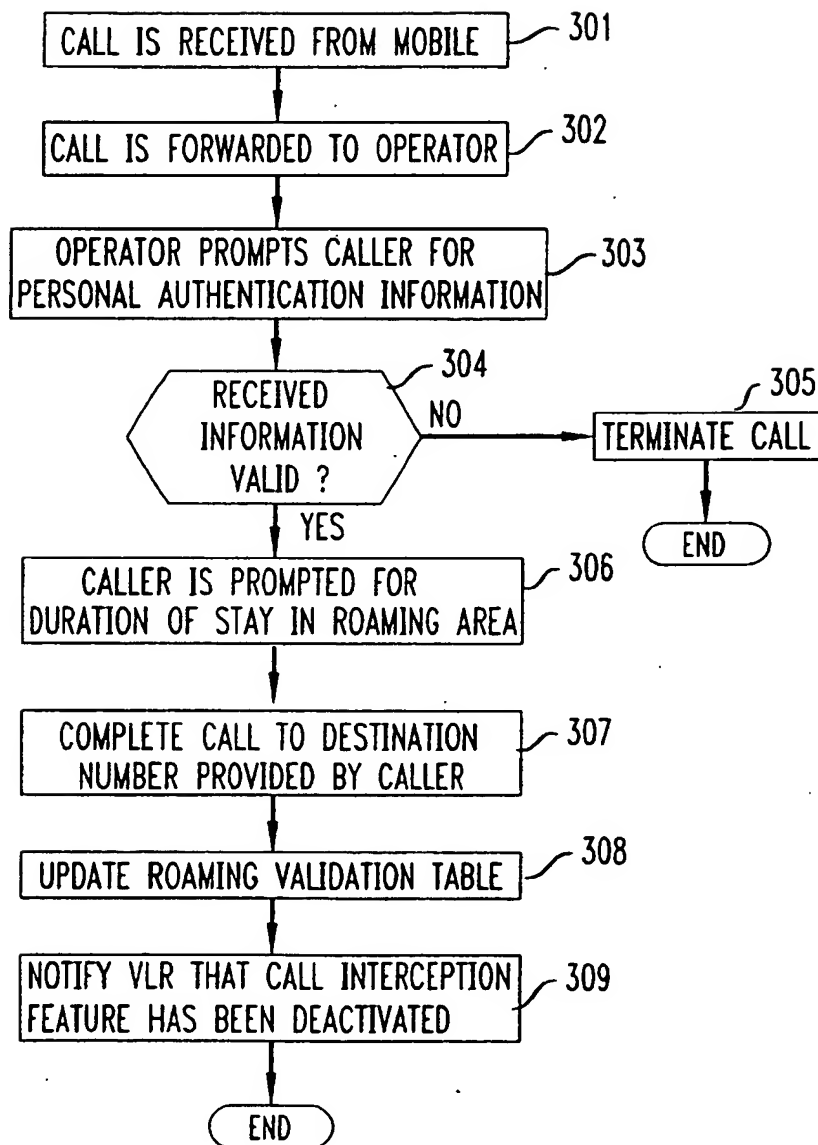 CALL IS RECEIVED FROM MOBILE
301
CALL IS FORWARDED TO OPERATOR
302
OPERATOR PROMPTS CALLER FOR
PERSONAL AUTHENTICATION INFORMATION
303
RECEIVED
INFORMATION
VALID ?
304
NO
305
TERMINATE CALL
END
YES
CALLER IS PROMPTED FOR
DURATION OF STAY IN ROAMING AREA
306
COMPLETE CALL TO DESTINATION
NUMBER PROVIDED BY CALLER
307
UPDATE ROAMING VALIDATION TABLE
308
NOTIFY VLR THAT CALL INTERCEPTION
FEATURE HAS BEEN DEACTIVATED
309
END